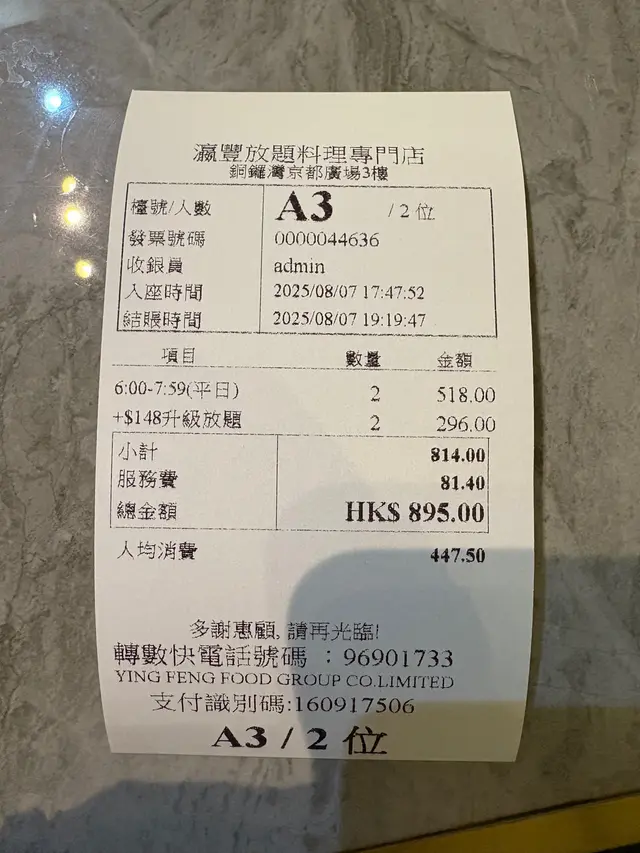 瀛豐放題料理專門店
銅鑼灣京都廣場3樓
檯號/人數 A3 / 2 位
發票號碼 0000044636
收銀員 admin
入座時間 2025/08/07 17:47:52
結賬時間 2025/08/07 19:19:47
項目 數量 金額
6:00-7:59(平日) 2 518.00
+$148升級放題 2 296.00
小計 814.00
服務費 81.40
總金額 HK$ 895.00
人均消費 447.50
多謝惠顧, 請再光臨!
轉數快電話號碼 : 96901733
YING FENG FOOD GROUP CO.LIMITED
支付識別碼:160917506
A3 / 2 位